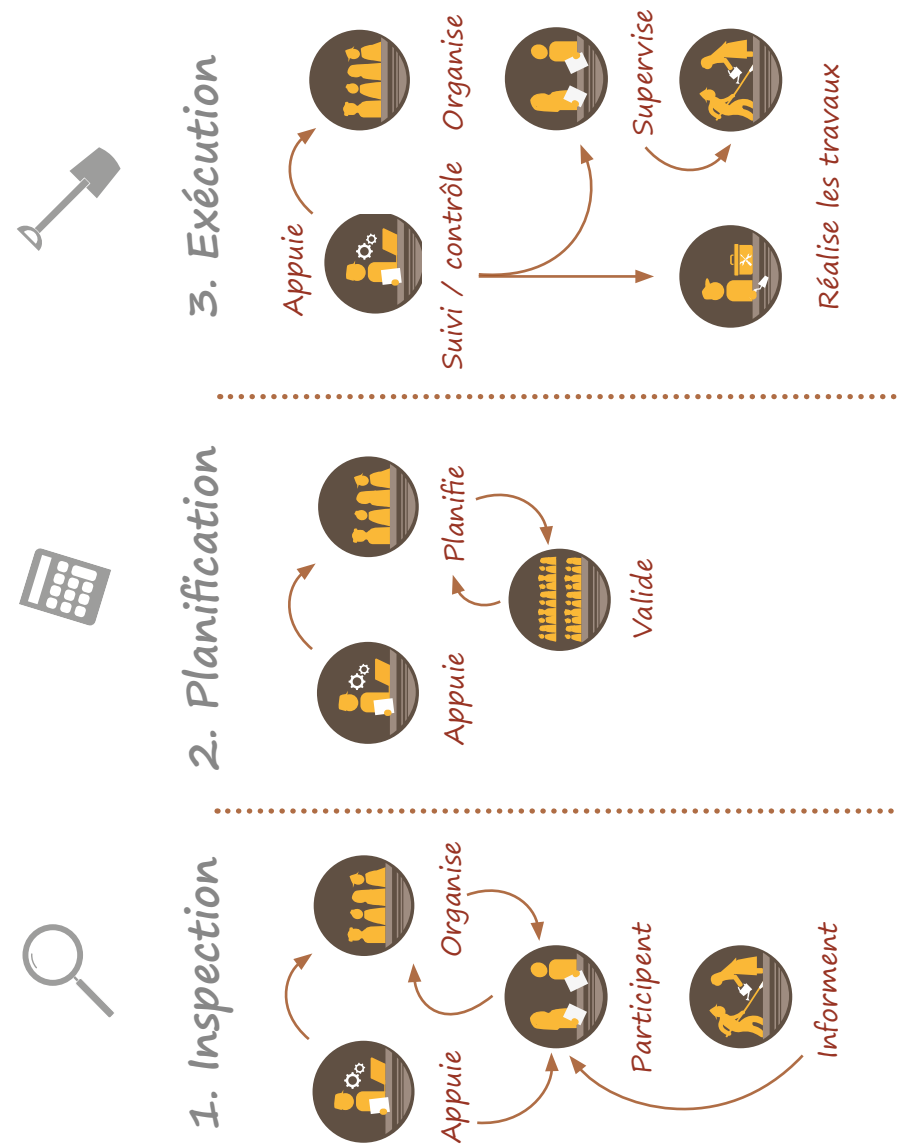 1. Inspection
Appuie
Organise
Participent
Informent
2. Planification
Appuie
Planifie
Valide
3. Exécution
Appuie
Suivi / contrôle
Organise
Supervise
Réalise les travaux